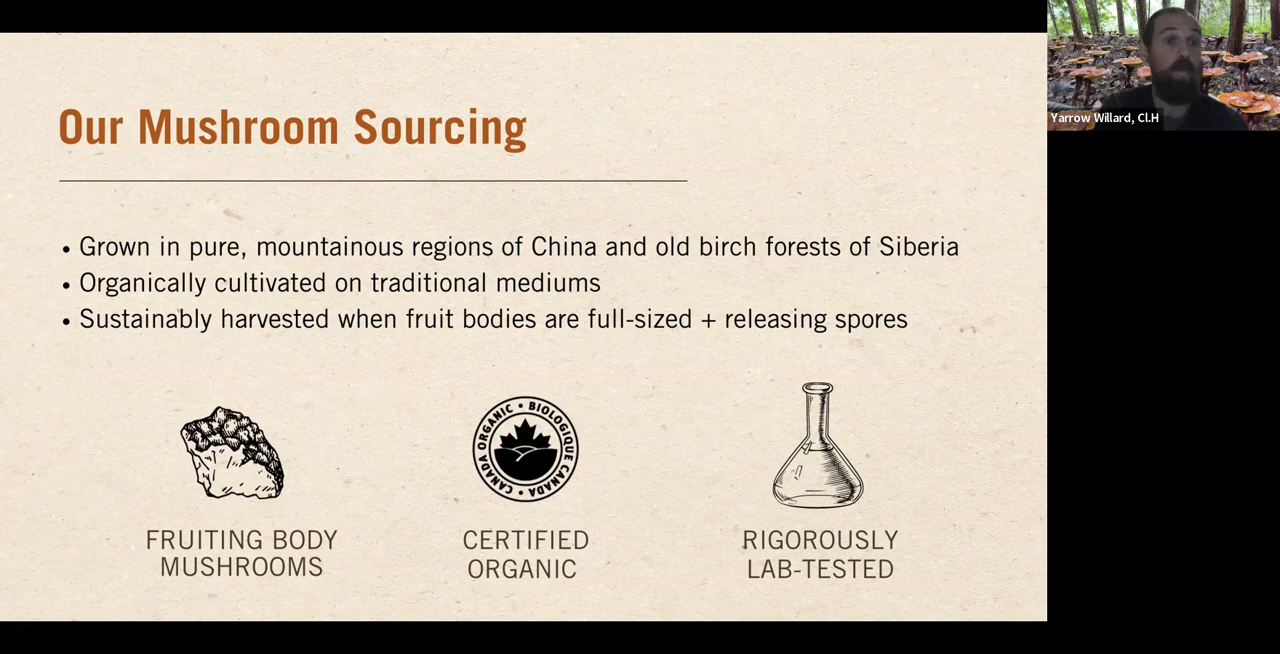 Our Mushroom Sourcing
• Grown in pure, mountainous regions of China and old birch forests of Siberia
• Organically cultivated on traditional mediums
• Sustainably harvested when fruit bodies are full-sized + releasing spores
CANADA ORGANIC • BIOLOGIQUE CANADA •
FRUITING BODY
MUSHROOMS
CERTIFIED
ORGANIC
RIGOROUSLY
LAB-TESTED
Yarrow Willard, Cl.H